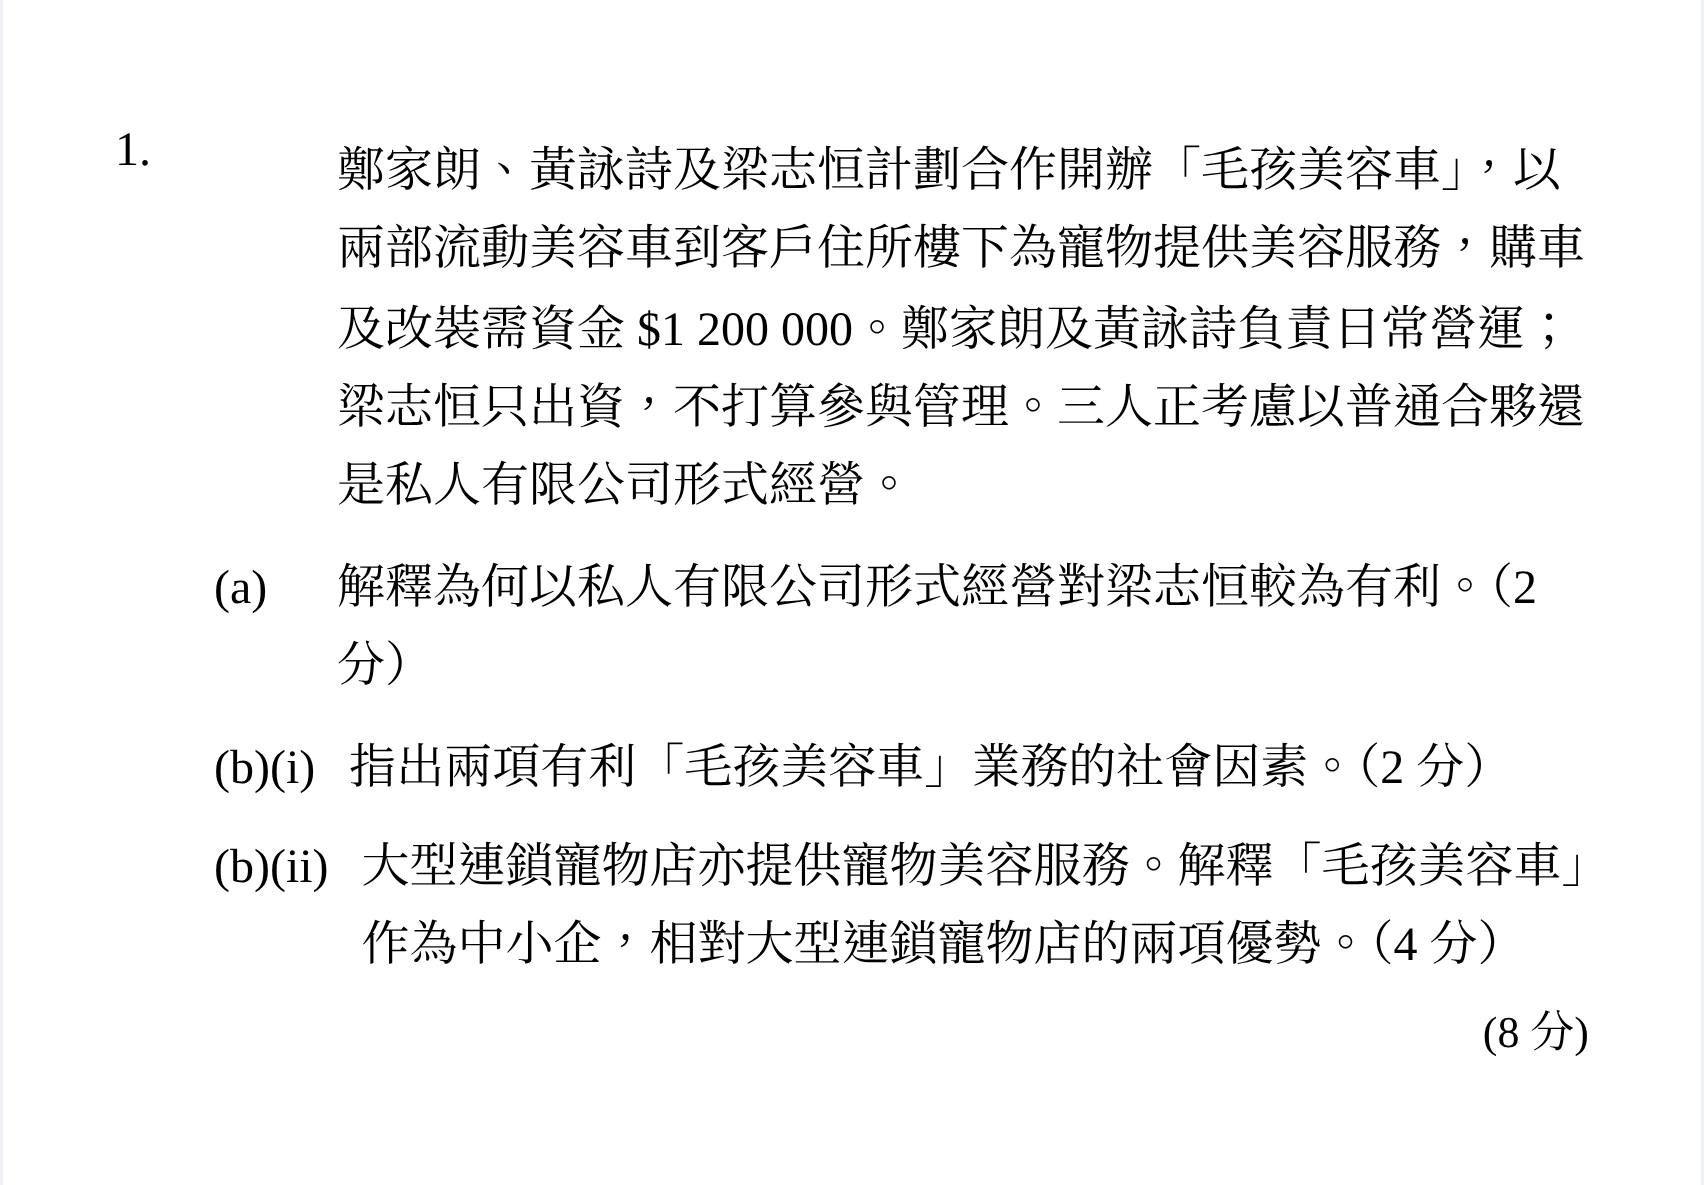 1. 鄭家朗、黃詠詩及梁志恒計劃合作開辦「毛孩美容車」，以
兩部流動美容車到客戶住所樓下為寵物提供美容服務，購車
及改裝需資金 $1 200 000。鄭家朗及黃詠詩負責日常營運；
梁志恒只出資，不打算參與管理。三人正考慮以普通合夥還
是私人有限公司形式經營。
(a) 解釋為何以私人有限公司形式經營對梁志恒較為有利。（2
分）
(b)(i) 指出兩項有利「毛孩美容車」業務的社會因素。（2 分）
(b)(ii) 大型連鎖寵物店亦提供寵物美容服務。解釋「毛孩美容車」
作為中小企，相對大型連鎖寵物店的兩項優勢。（4 分）
(8 分)